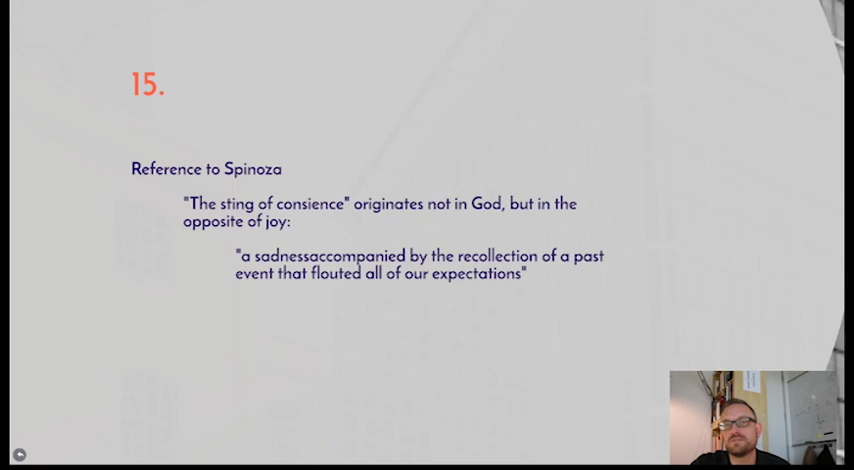 15.
Reference to Spinoza
"The sting of consience" originates not in God, but in the
opposite of joy:
"a sadnessaccompanied by the recollection of a past
event that flouted all of our expectations"